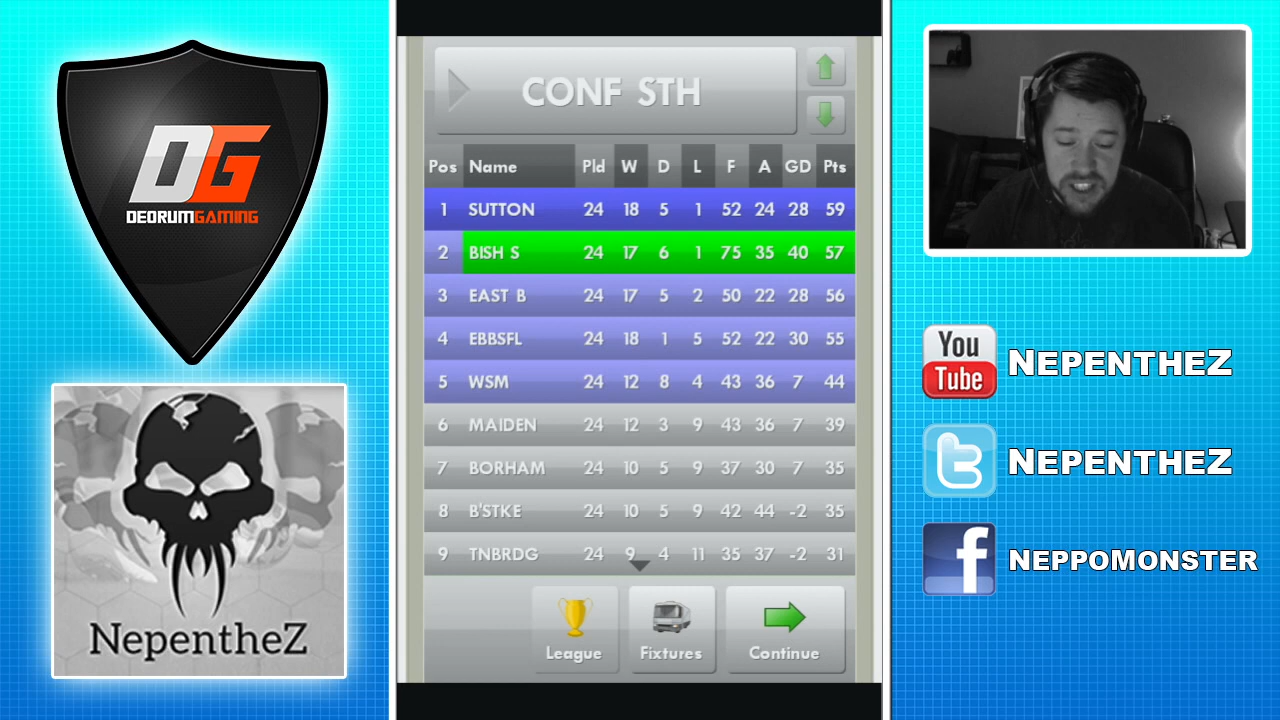 DG
DEORUMGAMING
NepentheZ
CONF STH
Pos Name Pld W D L F A GD Pts
1 SUTTON 24 18 5 1 52 24 28 59
2 BISH S 24 17 6 1 75 35 40 57
3 EAST B 24 17 5 2 50 22 28 56
4 EBBSFL 24 18 1 5 52 22 30 55
5 WSM 24 12 8 4 43 36 7 44
6 MAIDEN 24 12 3 9 43 36 7 39
7 BORHAM 24 10 5 9 37 30 7 35
8 B'STKE 24 10 5 9 42 44 -2 35
9 TNBRDG 24 9 4 11 35 37 -2 31
League Fixtures Continue
You
Tube
NEPENTHEZ
NEPENTHEZ
NEPPOMONSTER